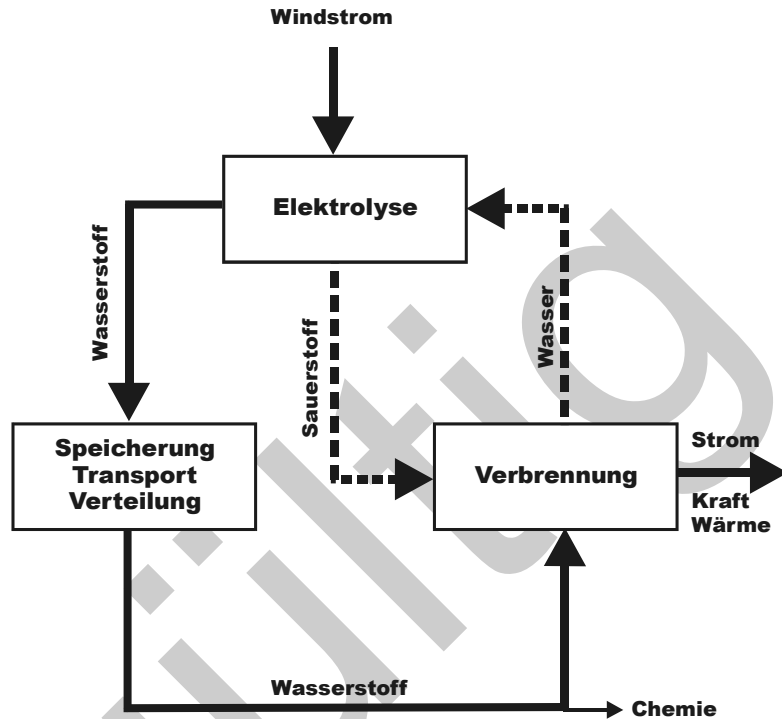 Windstrom
Elektrolyse
Wasserstoff
Sauerstoff
Wasser
Speicherung
Transport
Verteilung
Verbrennung
Strom
Kraft
Wärme
Wasserstoff
Chemie